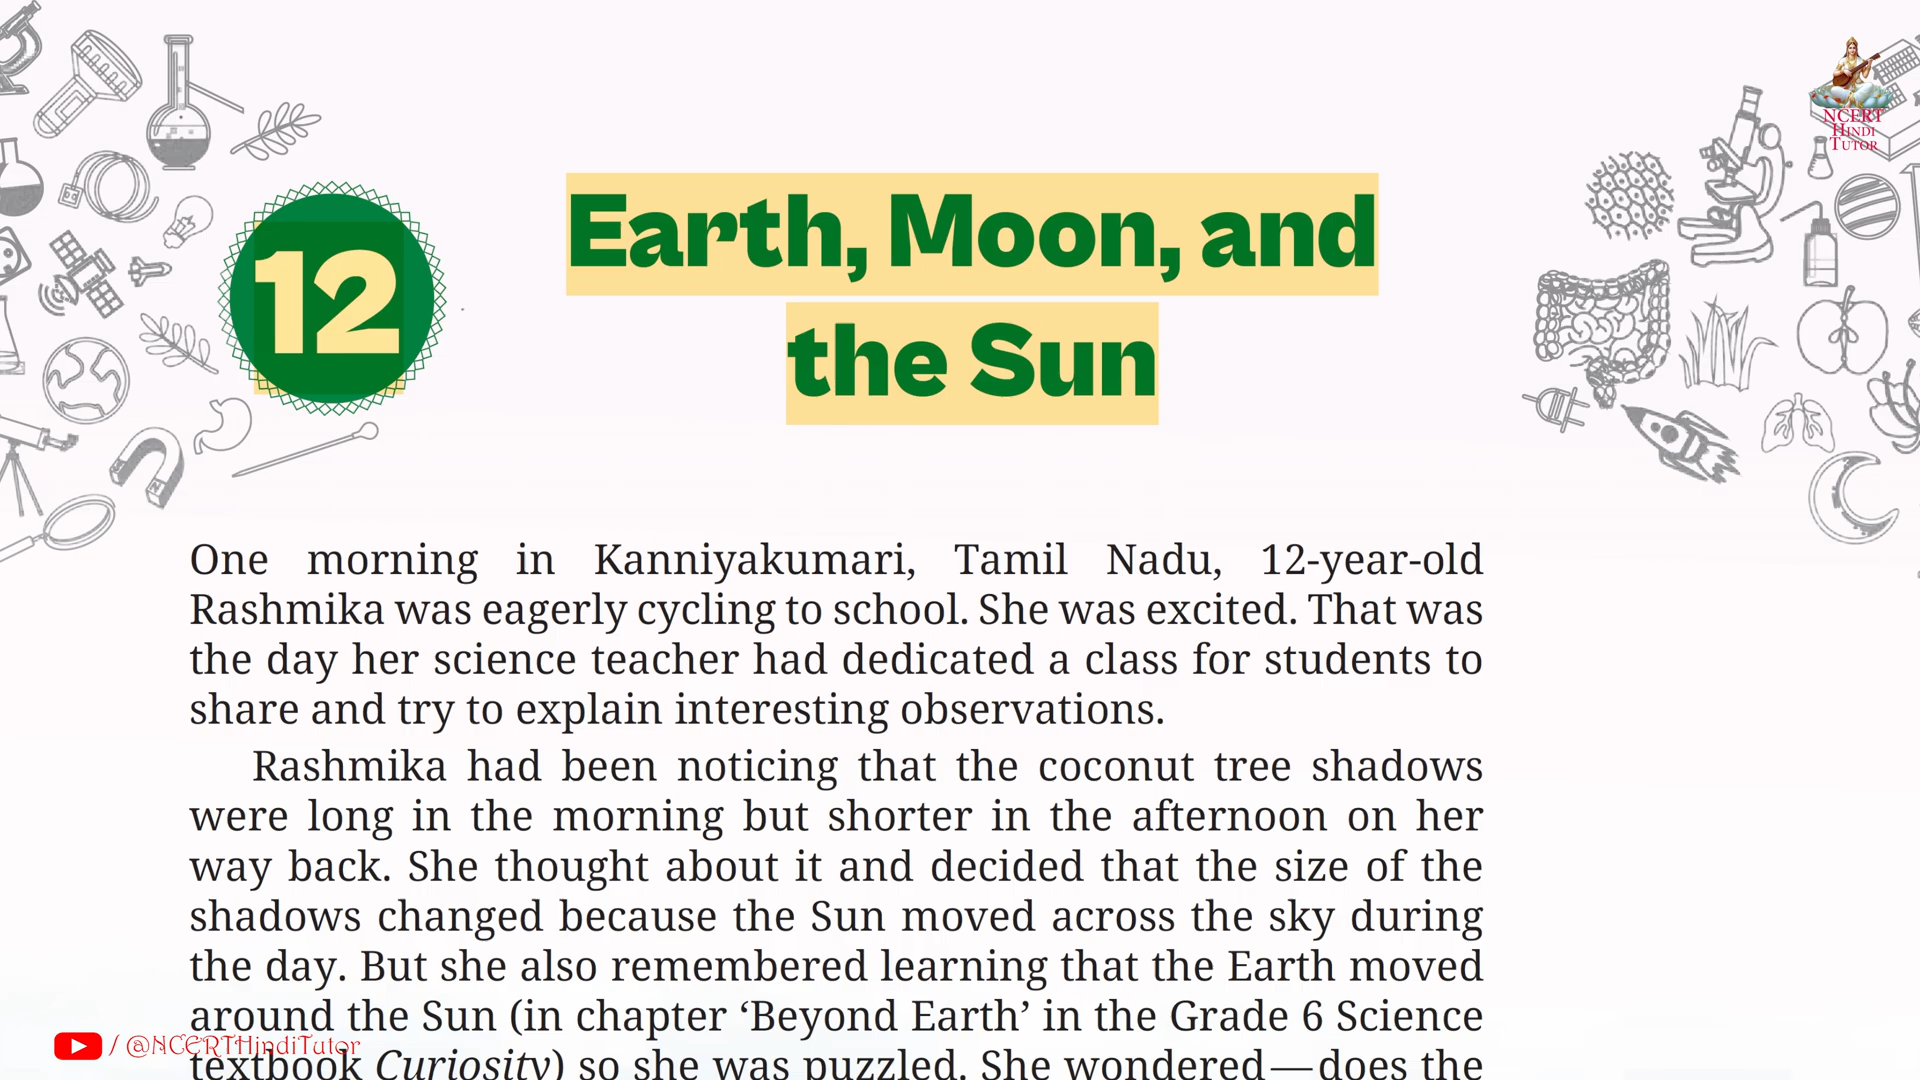 NCERT
HINDI
TUTOR
12
Earth, Moon, and
the Sun
One morning in Kanniyakumari, Tamil Nadu, 12-year-old
Rashmika was eagerly cycling to school. She was excited. That was
the day her science teacher had dedicated a class for students to
share and try to explain interesting observations.
Rashmika had been noticing that the coconut tree shadows
were long in the morning but shorter in the afternoon on her
way back. She thought about it and decided that the size of the
shadows changed because the Sun moved across the sky during
the day. But she also remembered learning that the Earth moved
around the Sun (in chapter ‘Beyond Earth’ in the Grade 6 Science
textbook Curiosity) so she was puzzled. She wondered—does the
/ @NCERTHindiTutor